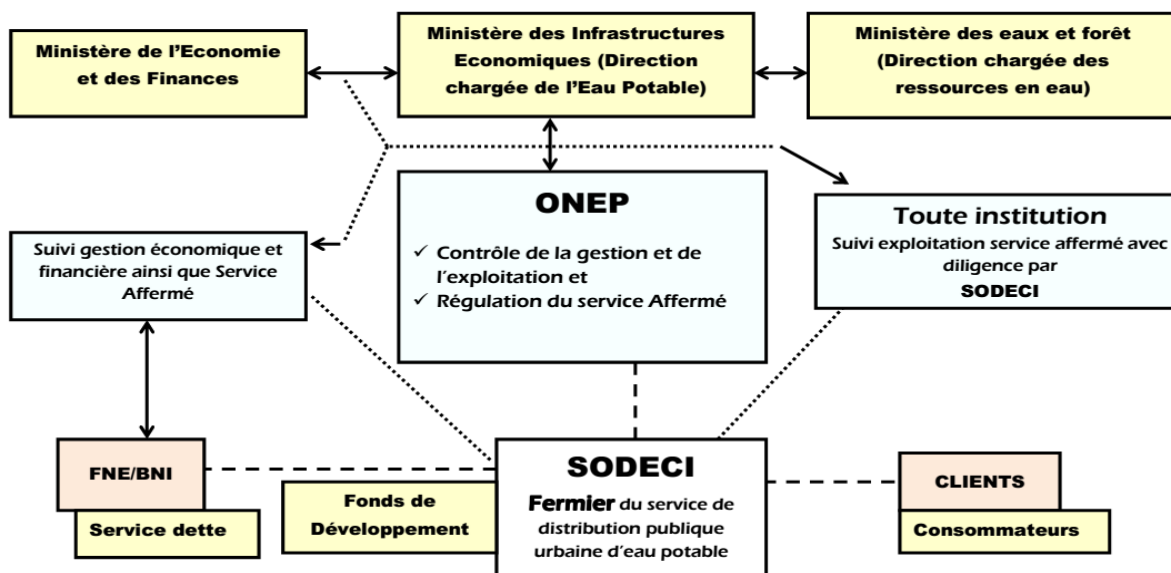 Ministère de l'Economie
et des Finances
Ministère des Infrastructures
Economiques (Direction
chargée de l'Eau Potable)
Ministère des eaux et forêt
(Direction chargée des
ressources en eau)
ONEP
✓ Contrôle de la gestion et de
l'exploitation et
✓ Régulation du service Affermé
Toute institution
Suivi exploitation service affermé avec
diligence par
SODECI
Suivi gestion économique et
financière ainsi que Service
Affermé
FNE/BNI
Service dette
Fonds de
Développement
SODECI
Fermier du service de
distribution publique
urbaine d'eau potable
CLIENTS
Consommateurs